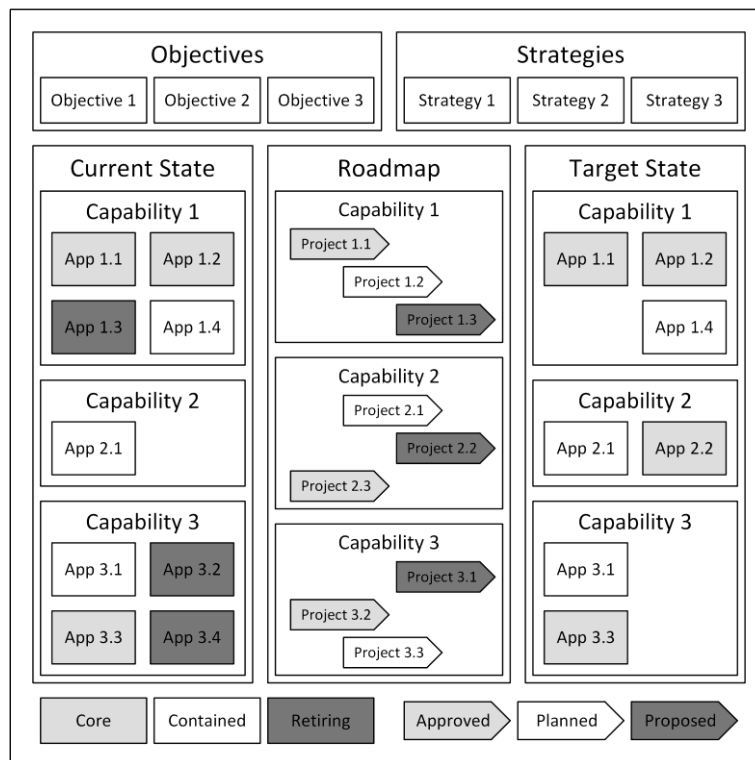 Objectives
Objective 1 Objective 2 Objective 3
Strategies
Strategy 1 Strategy 2 Strategy 3
Current State
Capability 1
App 1.1 App 1.2
App 1.3 App 1.4
Capability 2
App 2.1
Capability 3
App 3.1 App 3.2
App 3.3 App 3.4
Roadmap
Capability 1
Project 1.1
Project 1.2
Project 1.3
Capability 2
Project 2.1
Project 2.2
Project 2.3
Capability 3
Project 3.1
Project 3.2
Project 3.3
Target State
Capability 1
App 1.1 App 1.2
App 1.4
Capability 2
App 2.1 App 2.2
Capability 3
App 3.1
App 3.3
Core Contained Retiring
Approved Planned Proposed